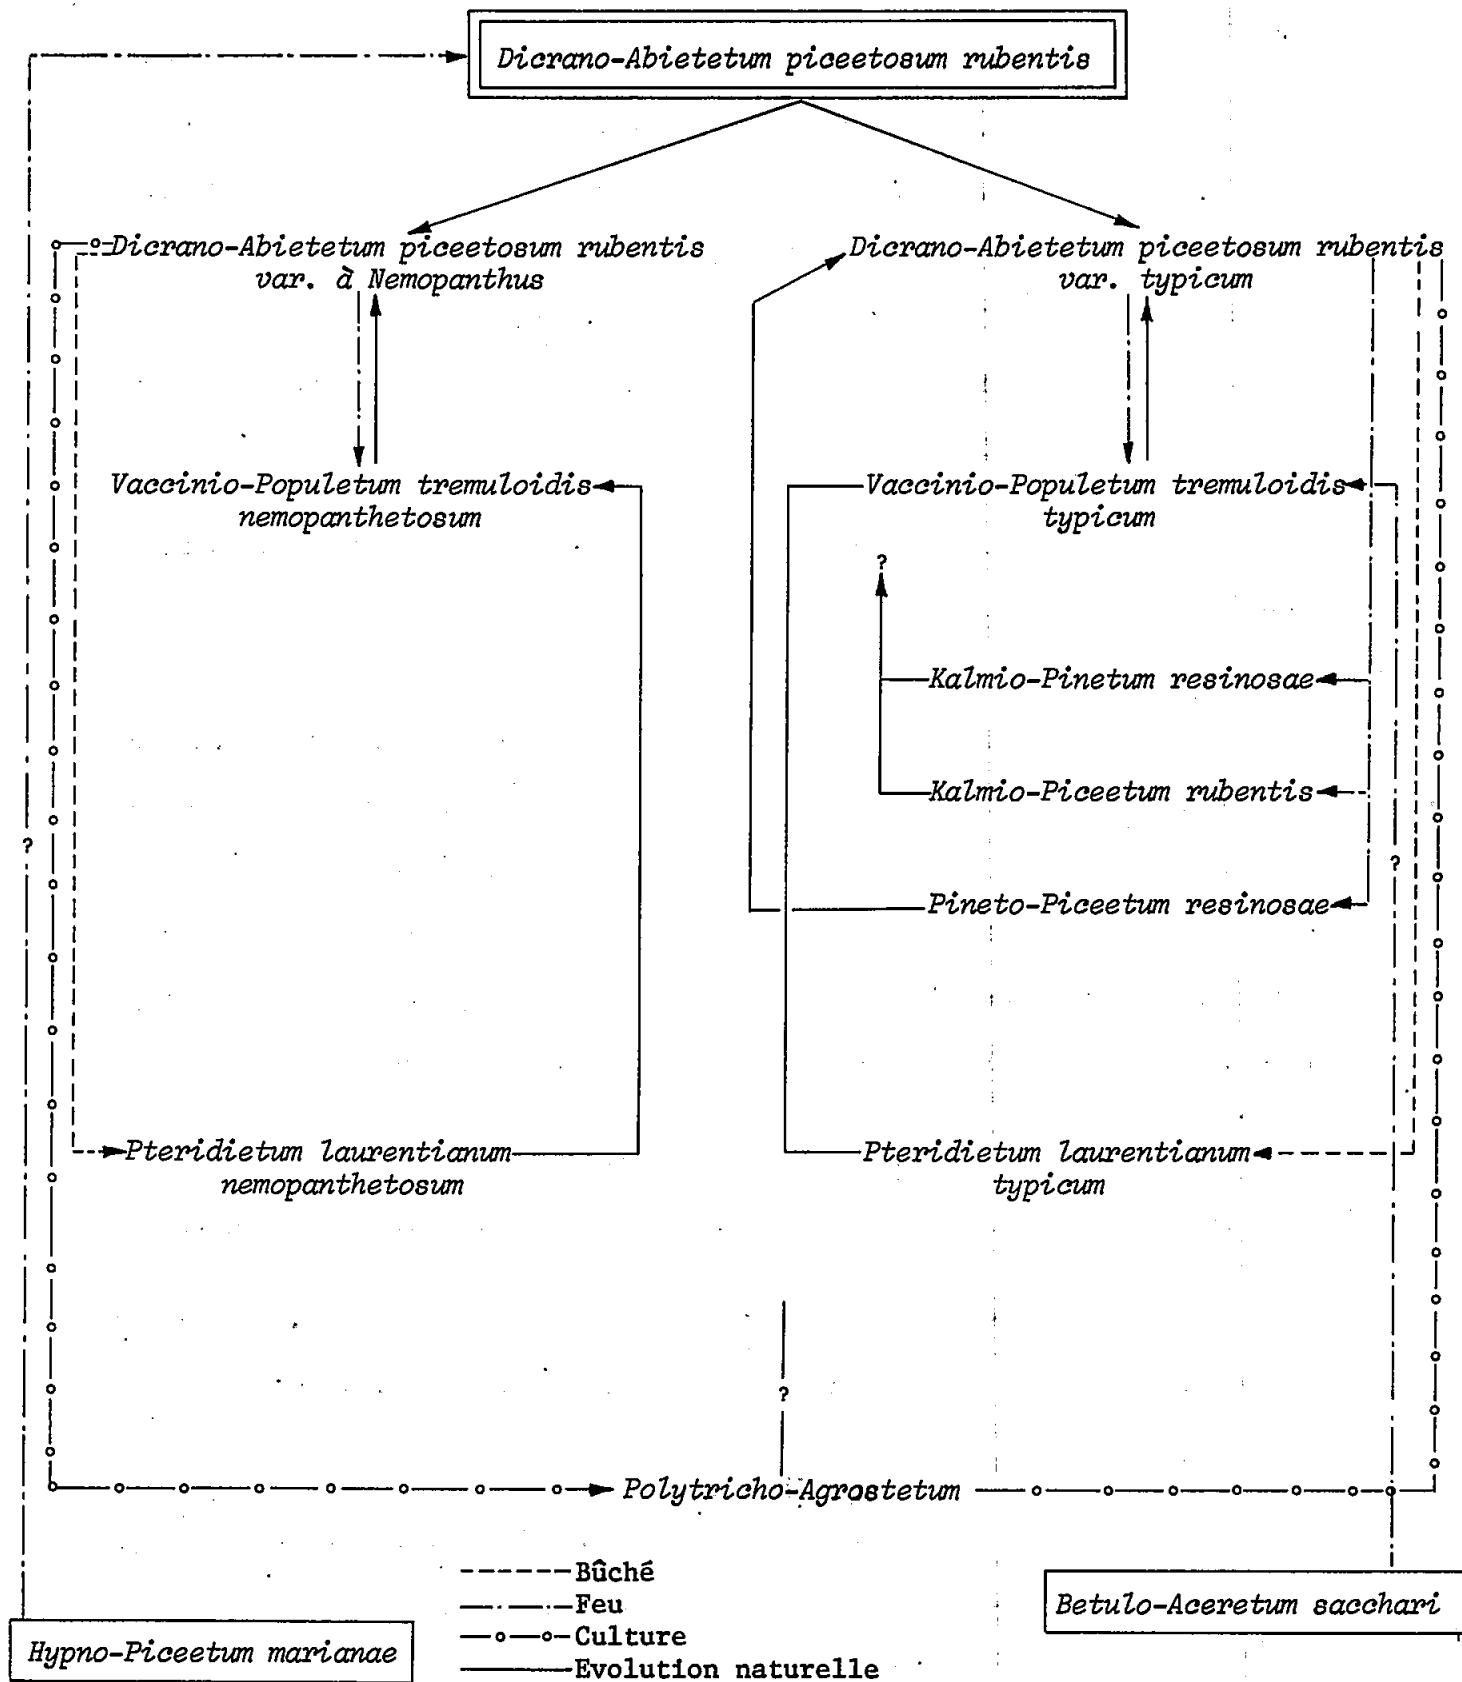 Dicrano-Abietetum piceetosum rubentis
Dicrano-Abietetum piceetosum rubentis
var. à Nemopanthus
Dicrano-Abietetum piceetosum rubentis
var. typicum
Vaccinio-Populetum tremuloidis
nemopanthetosum
Vaccinio-Populetum tremuloidis
typicum
?
Kalmio-Pinetum resinosae
Kalmio-Piceetum rubentis
?
?
Pineto-Piceetum resinosae
Pteridietum laurentianum
nemopanthetosum
Pteridietum laurentianum
typicum
?
Polytricho-Agrostetum
Bûché
Feu
Culture
Evolution naturelle
Hypno-Piceetum marianae
Betulo-Aceretum sacchari